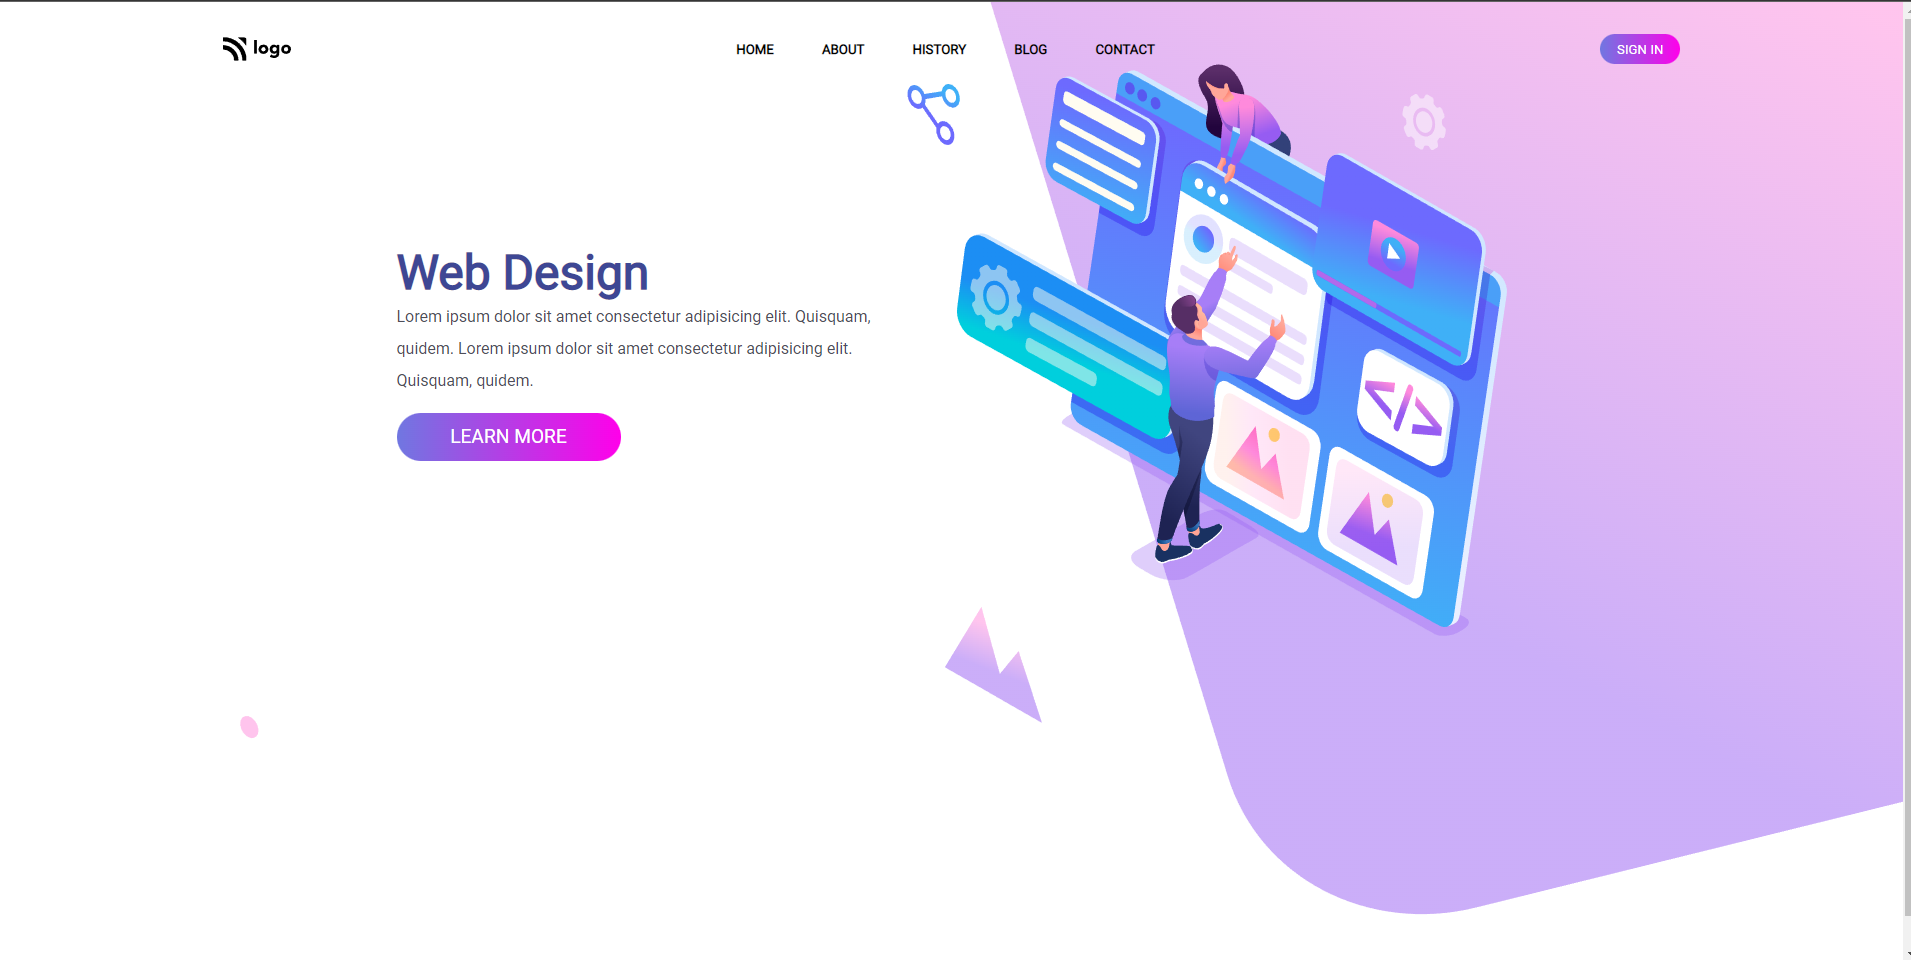 logo
HOME ABOUT HISTORY BLOG CONTACT
SIGN IN
Web Design
Lorem ipsum dolor sit amet consectetur adipisicing elit. Quisquam,
quidem. Lorem ipsum dolor sit amet consectetur adipisicing elit.
Quisquam, quidem.
LEARN MORE